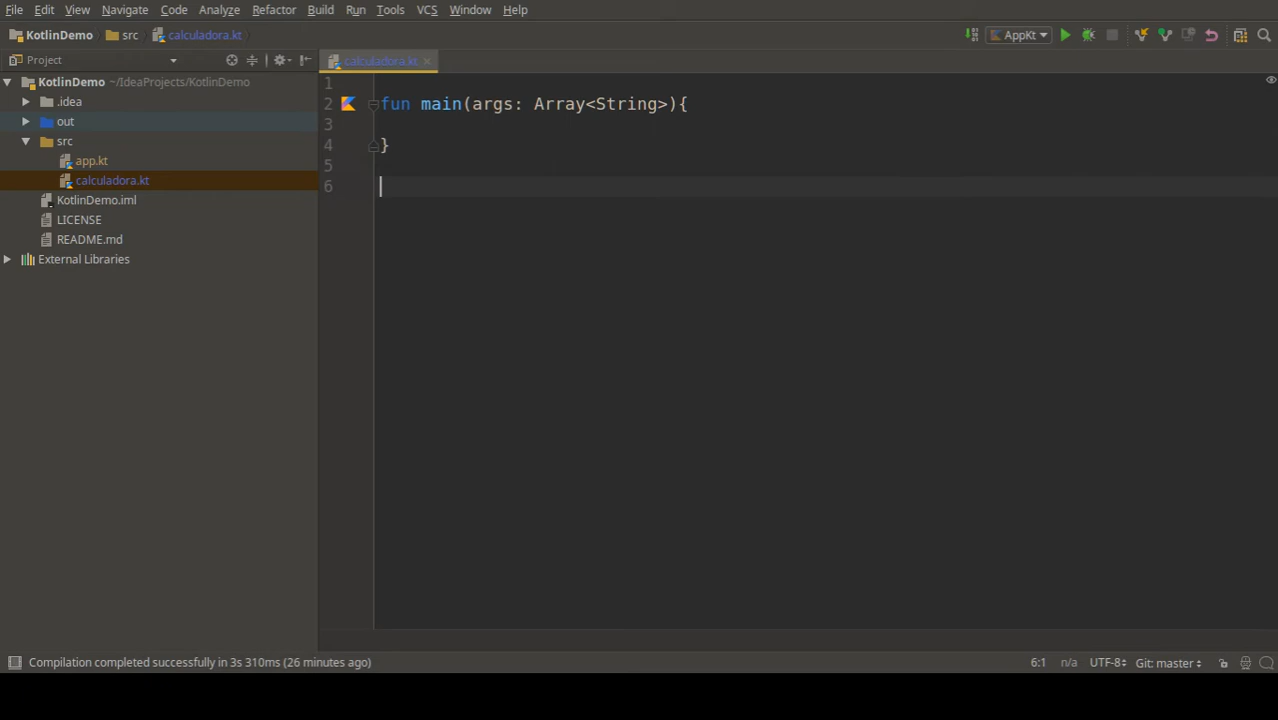 File Edit View Navigate Code Analyze Refactor Build Run Tools VCS Window Help
KotlinDemo src calculadora.kt AppKt
Project calculadora.kt
KotlinDemo ~/IdeaProjects/KotlinDemo
.idea
out
src
app.kt
calculadora.kt
KotlinDemo.iml
LICENSE
README.md
External Libraries
1
2 fun main(args: Array<String>){
3
4 }
5
6
Compilation completed successfully in 3s 310ms (26 minutes ago) 6:1 n/a UTF-8 Git: master